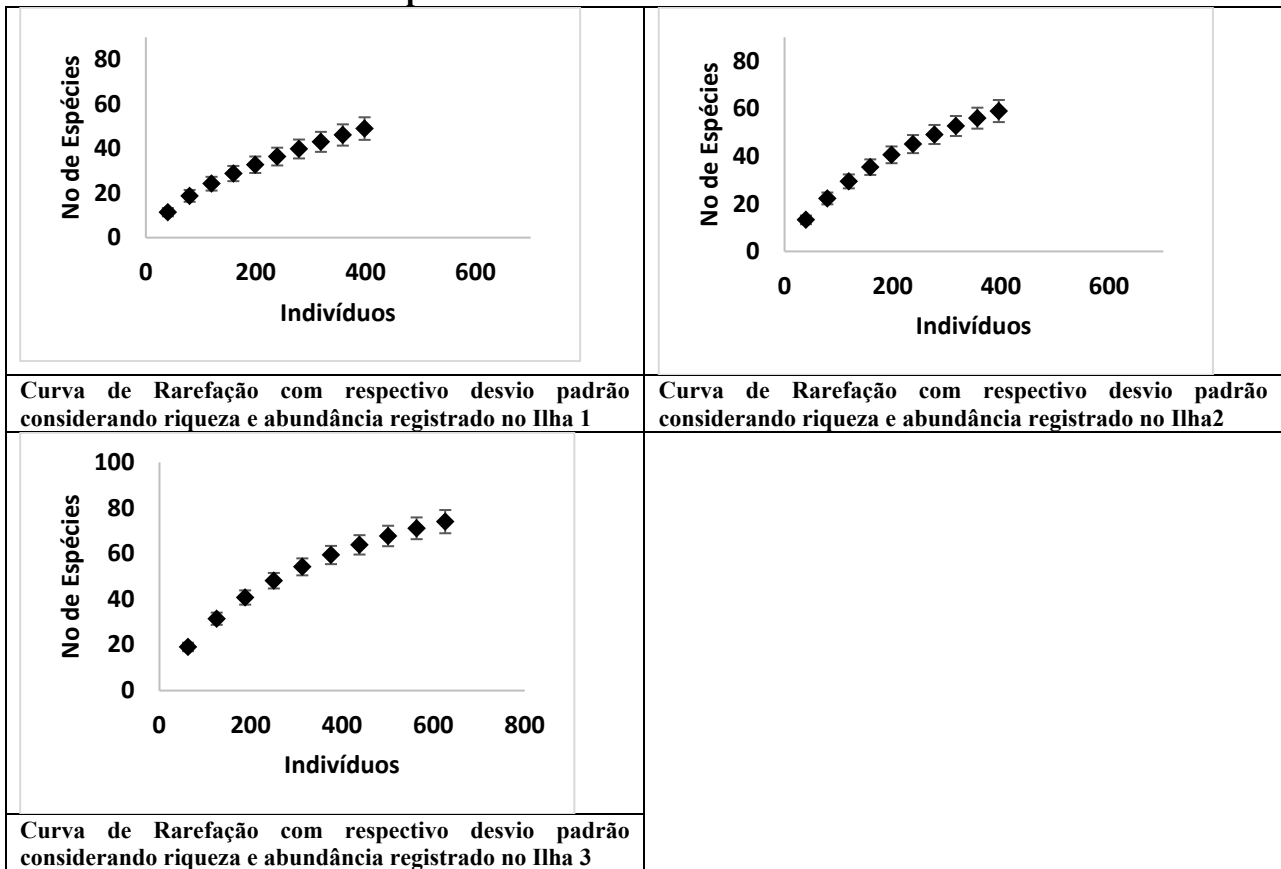 80
60
40
20
0
No de Espécies
0 200 400 600
Indivíduos
80
60
40
20
0
No de Espécies
0 200 400 600
Indivíduos
Curva de Rarefação com respectivo desvio padrão
considerando riqueza e abundância registrado no Ilha 1
Curva de Rarefação com respectivo desvio padrão
considerando riqueza e abundância registrado no Ilha2
100
80
60
40
20
0
No de Espécies
0 200 400 600 800
Indivíduos
Curva de Rarefação com respectivo desvio padrão
considerando riqueza e abundância registrado no Ilha 3